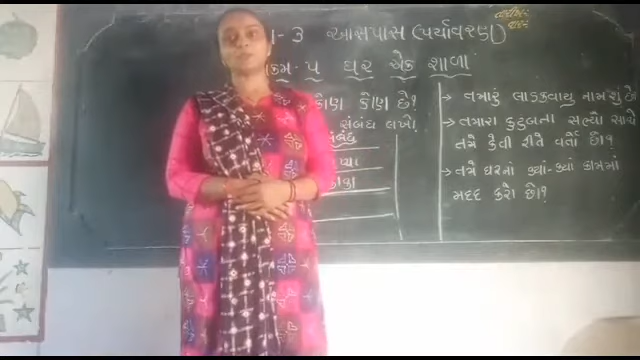 - 3 આસપાસ (પર્યાવરણ)
૫ ઘર એક શાળા
કોણ કોણ છે?
સંબંધ લખો.
→ તમારું લાડકવાયુ નામ શું
→ તમારા કુટુંબના સભ્યો સાથે
તમે કેવી રીતે વર્તો છો?
→ તમે ઘરનાં ક્યાં-ક્યાં કામમાં
મદદ કરો છો?